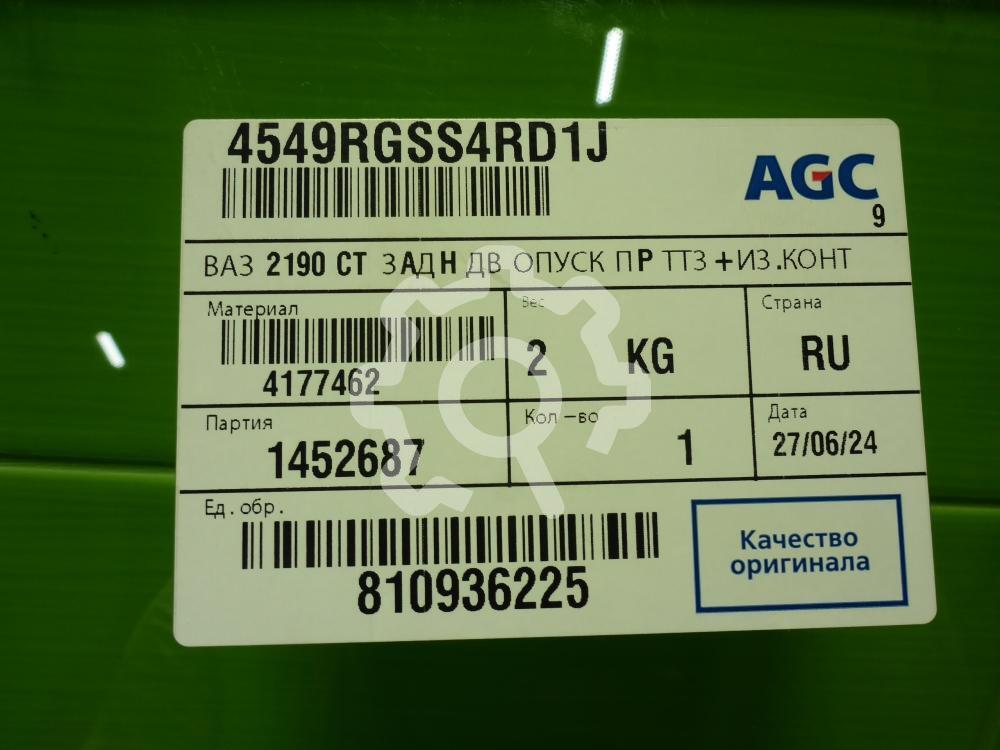 4549RGSS4RD1J
AGC
9
ВАЗ 2190 СТ ЗАДН ДВ ОПУСК ПР ТТЗ +ИЗ.КОНТ
Материал
4177462
Вес
2 KG
Страна
RU
Партия
1452687
Кол -во
1
Дата
27/06/24
Ед. обр.
810936225
Качество
оригинала